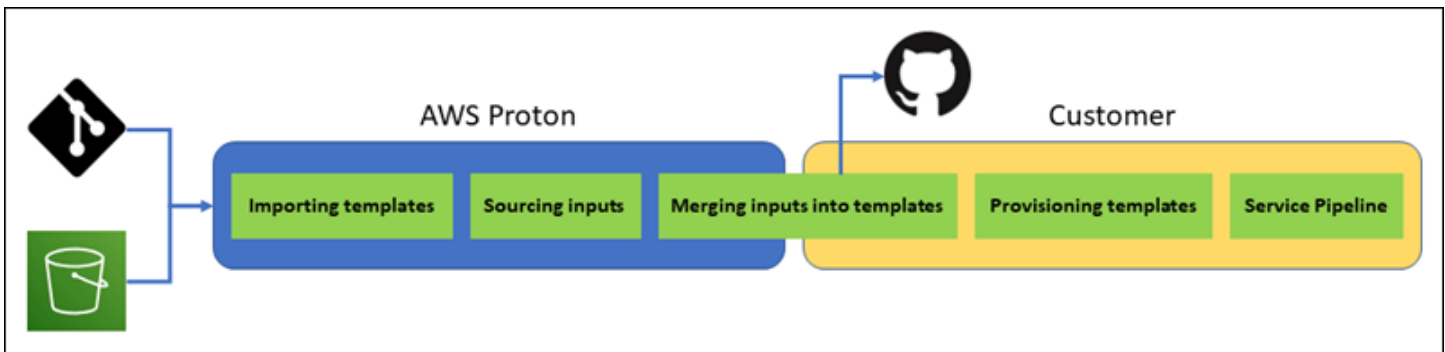 AWS Proton
Customer
Importing templates
Sourcing inputs
Merging inputs into templates
Provisioning templates
Service Pipeline